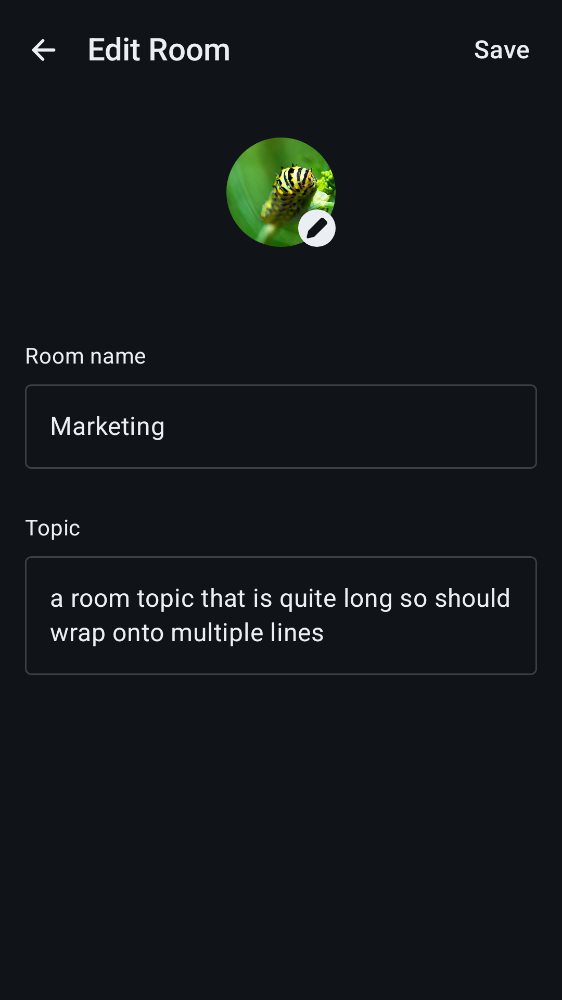 Edit Room
Save
Room name
Marketing
Topic
a room topic that is quite long so should
wrap onto multiple lines